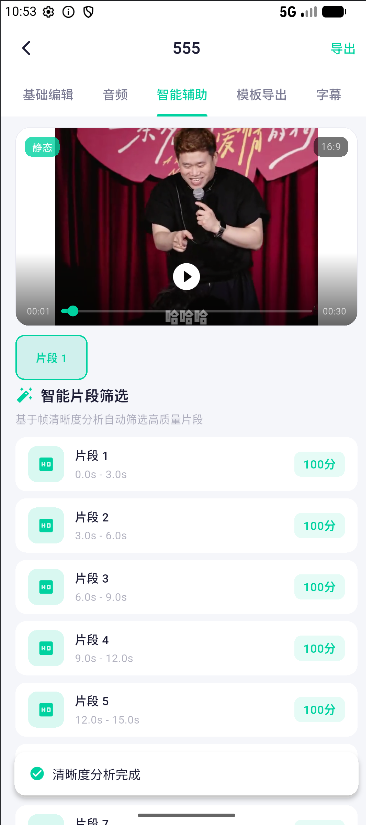 10:53
5G
555
导出
基础编辑
音频
智能辅助
模板导出
字幕
静态
16:9
哈哈哈
00:01
00:30
片段 1
智能片段筛选
基于帧清晰度分析自动筛选高质量片段
HD
片段 1
0.0s - 3.0s
100分
HD
片段 2
3.0s - 6.0s
100分
HD
片段 3
6.0s - 9.0s
100分
HD
片段 4
9.0s - 12.0s
100分
HD
片段 5
12.0s - 15.0s
100分
清晰度分析完成
片段 7